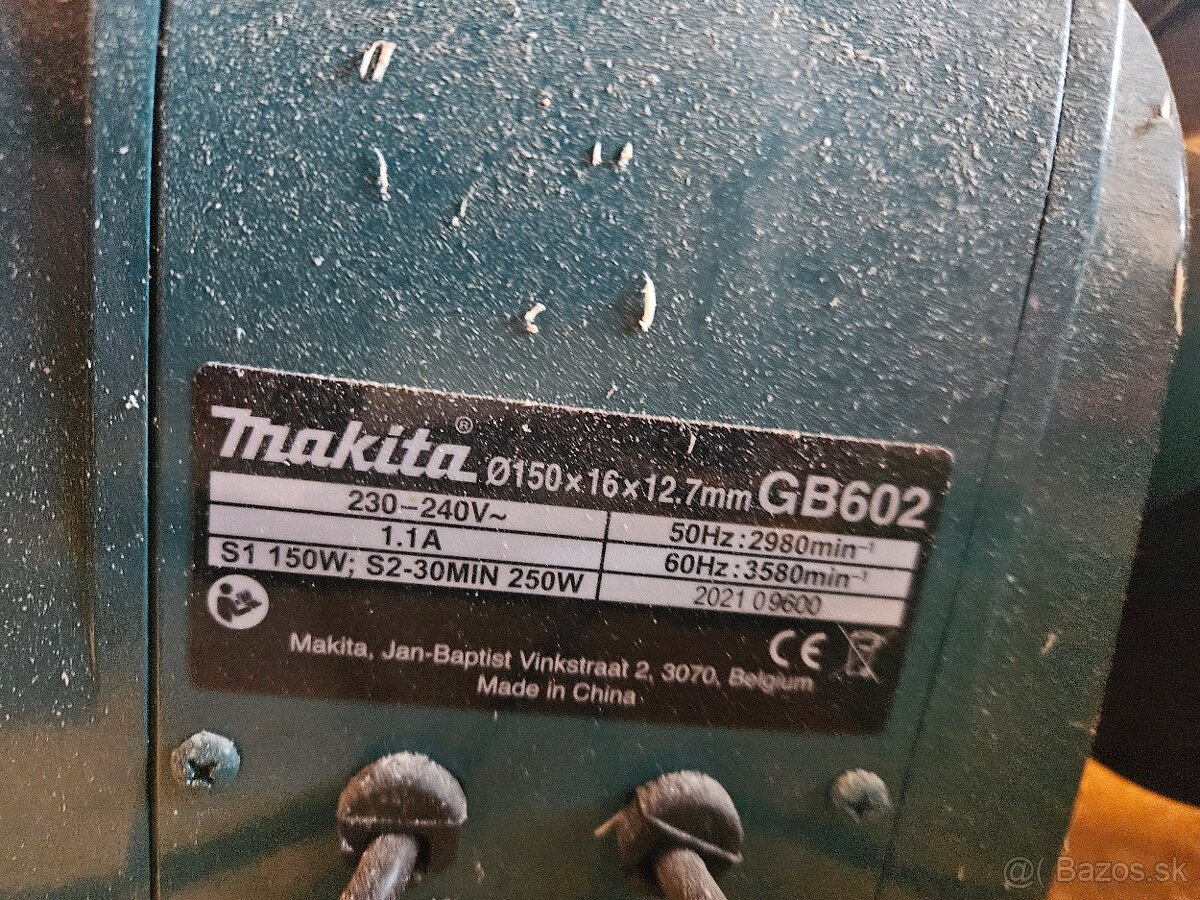 Makita® Ø150×16×12.7mm GB602
230-240V~
50Hz:2980min⁻¹
1.1A
60Hz:3580min⁻¹
S1 150W; S2-30MIN 250W
2021 09600
CE
Makita, Jan-Baptist Vinkstraat 2, 3070, Belgium
Made in China
@( Bazos.sk